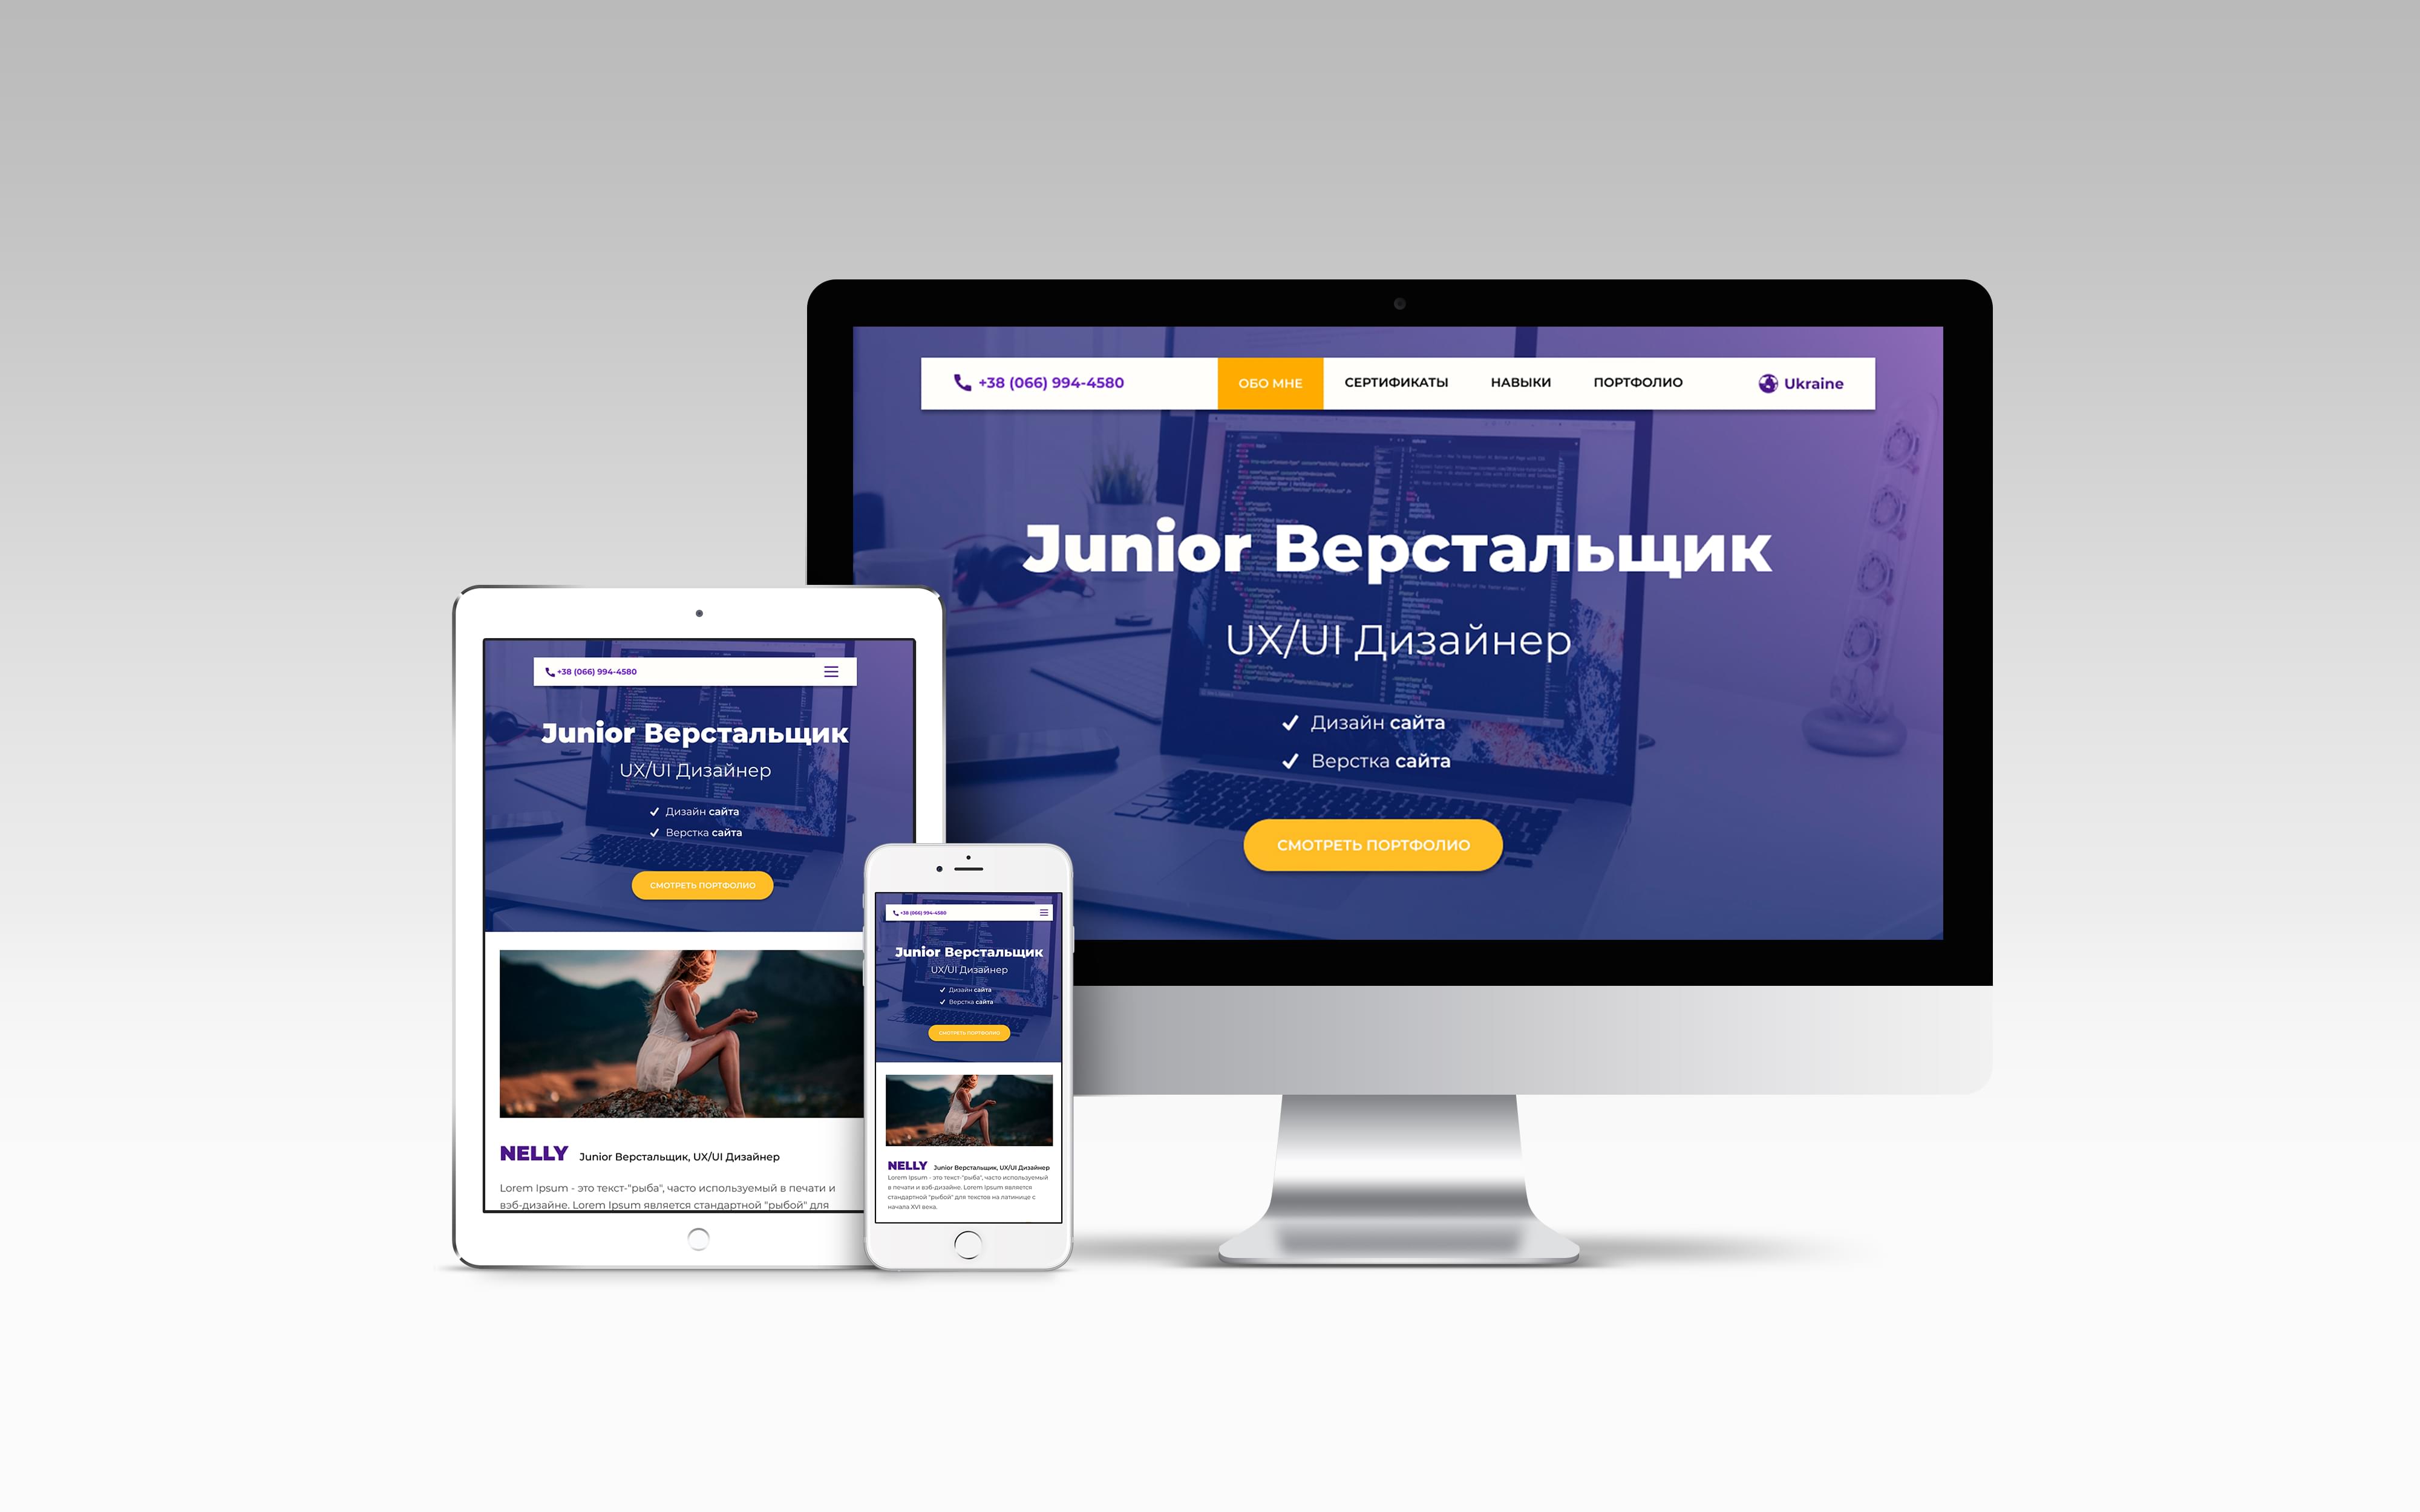 +38 (066) 994-4580 ОБО МНЕ СЕРТИФИКАТЫ НАВЫКИ ПОРТФОЛИО Ukraine
Junior Верстальщик
UX/UI Дизайнер
Дизайн сайта
Верстка сайта
СМОТРЕТЬ ПОРТФОЛИО
+38 (066) 994-4580
Junior Верстальщик
UX/UI Дизайнер
Дизайн сайта
Верстка сайта
СМОТРЕТЬ ПОРТФОЛИО
NELLY Junior Верстальщик, UX/UI Дизайнер
Lorem Ipsum - это текст-"рыба", часто используемый в печати и
вэб-дизайне. Lorem Ipsum является стандартной "рыбой" для
+38 (066) 994-4580
Junior Верстальщик
UX/UI Дизайнер
Дизайн сайта
Верстка сайта
СМОТРЕТЬ ПОРТФОЛИО
NELLY Junior Верстальщик, UX/UI Дизайнер
Lorem Ipsum - это текст-"рыба", часто используемый
в печати и вэб-дизайне. Lorem Ipsum является
стандартной "рыбой" для текстов на латинице с
начала XVI века.